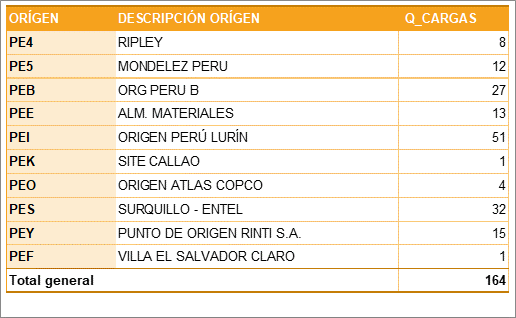 ORÍGEN DESCRIPCIÓN ORÍGEN Q_CARGAS
PE4 RIPLEY 8
PE5 MONDELEZ PERU 12
PEB ORG PERU B 27
PEE ALM. MATERIALES 13
PEI ORIGEN PERÚ LURÍN 51
PEK SITE CALLAO 1
PEO ORIGEN ATLAS COPCO 4
PES SURQUILLO - ENTEL 32
PEY PUNTO DE ORIGEN RINTI S.A. 15
PEF VILLA EL SALVADOR CLARO 1
Total general 164